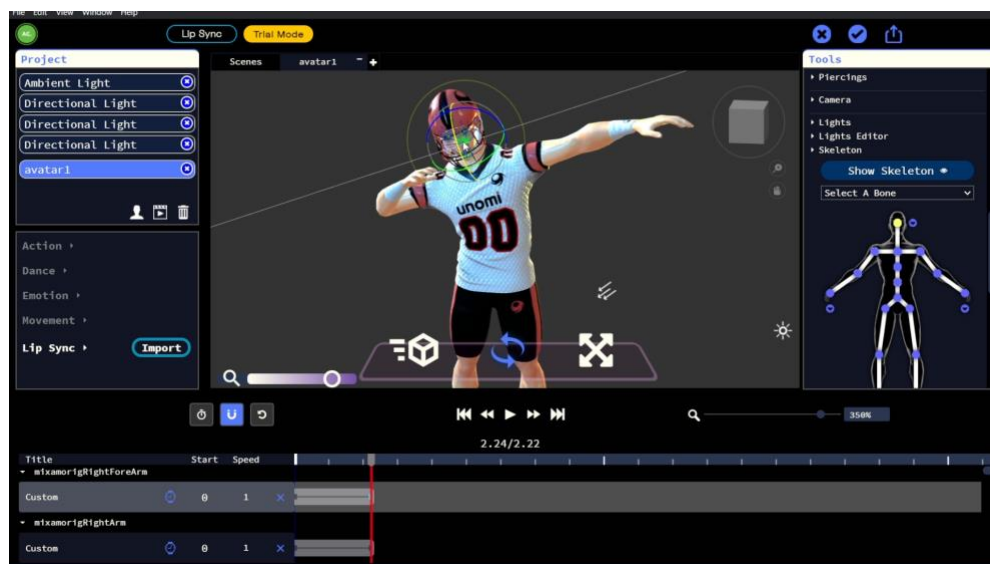 File Edit View Window Help
Lip Sync
Trial Mode
Project
Ambient Light
Directional Light
Directional Light
Directional Light
avatar1
Action
Dance
Emotion
Movement
Lip Sync
Import
Scenes
avatar1
unomi
00
Tools
Piercings
Camera
Lights
Lights Editor
Skeleton
Show Skeleton
Select A Bone
350%
2.24/2.22
Title Start Speed
mixamorigRightForeArm
Custom 0 1
mixamorigRightArm
Custom 0 1